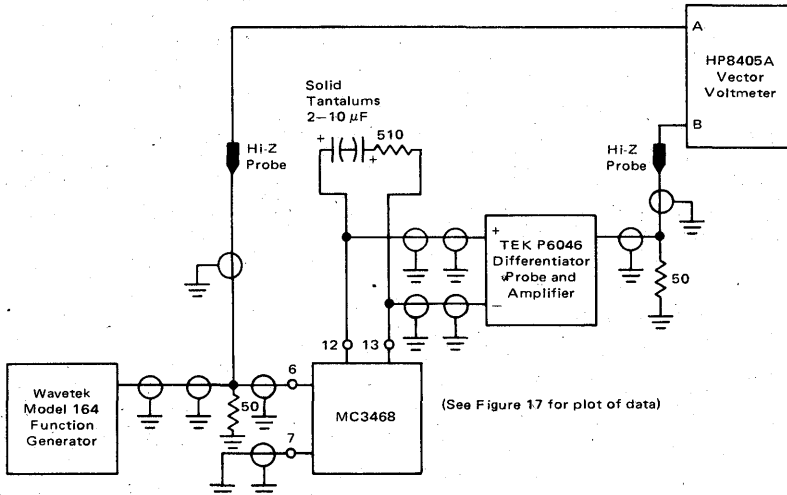 A
HP8405A
Vector
Voltmeter
B
Solid
Tantalums
2–10 μF
510
+
+
Hi-Z
Probe
Hi-Z
Probe
+
TEK P6046
Differentiator
Probe and
Amplifier
−
50
12
13
6
Wavetek
Model 164
Function
Generator
50
MC3468
7
(See Figure 17 for plot of data)